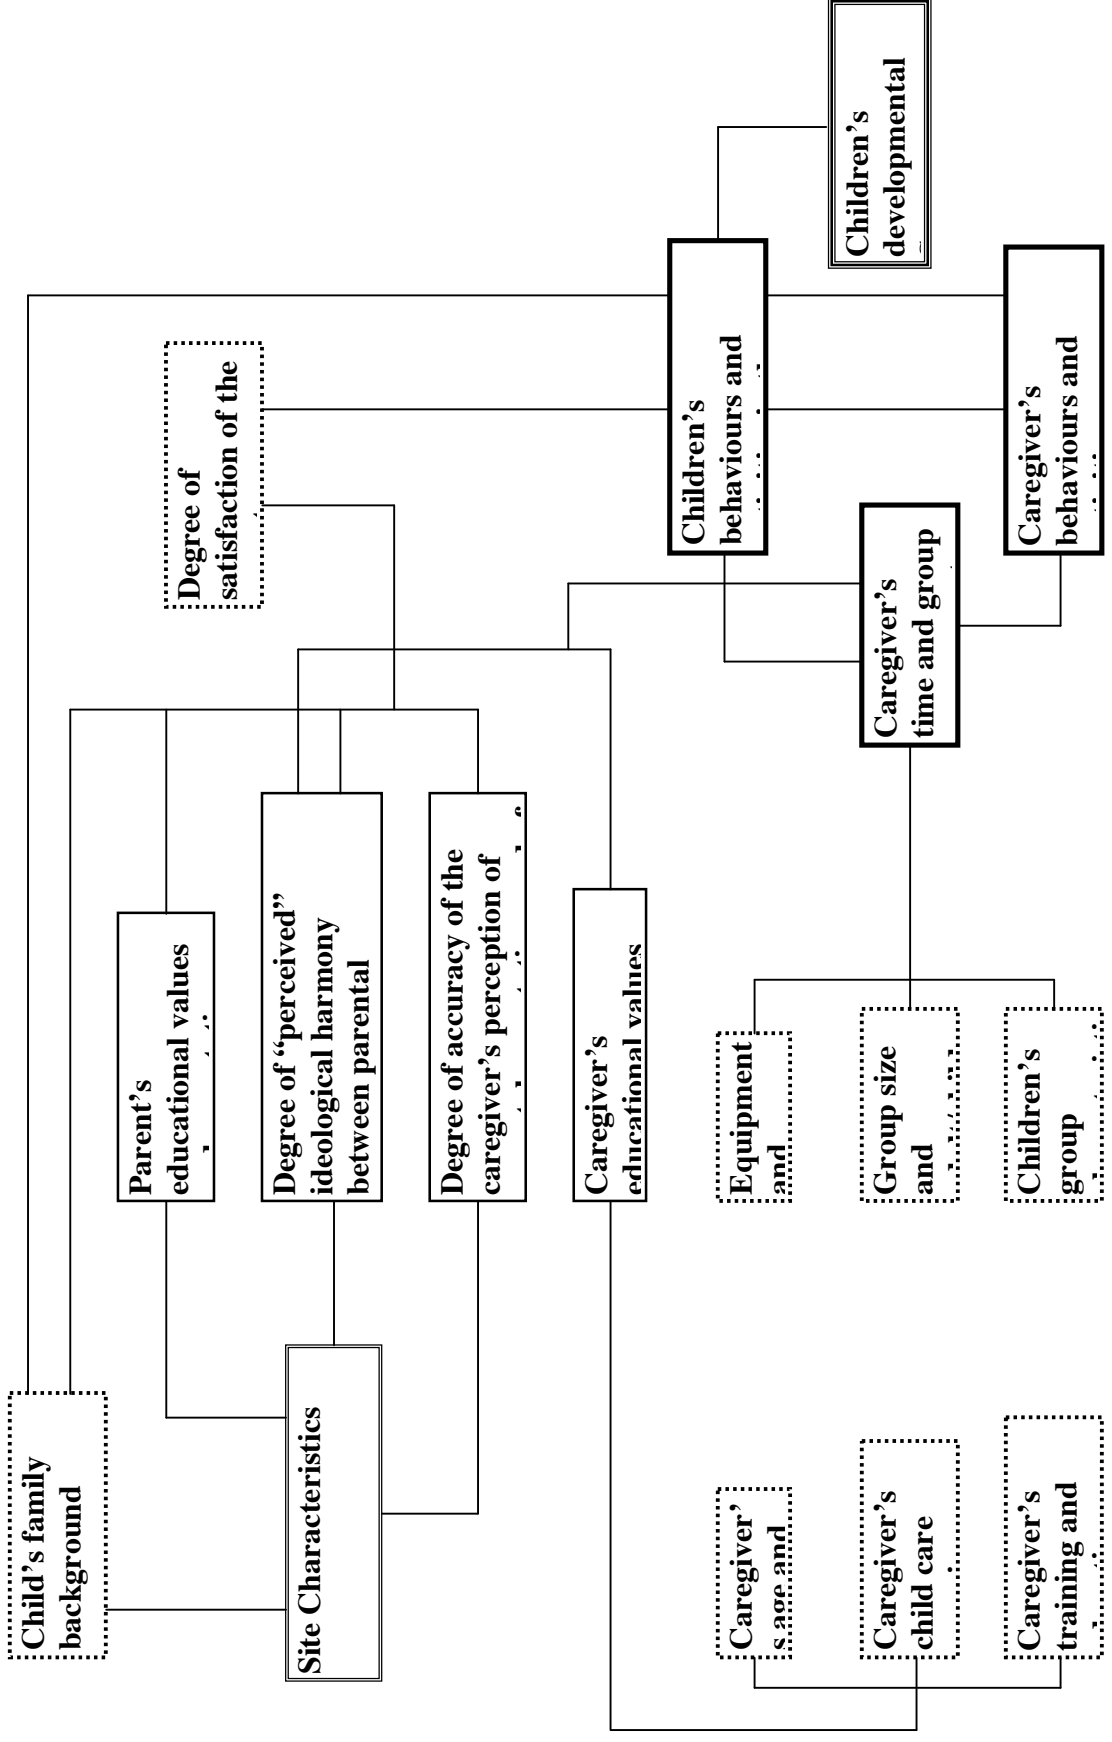 Child’s family
background
Site Characteristics
Parent’s
educational values
Degree of “perceived”
ideological harmony
between parental
Degree of accuracy of the
caregiver’s perception of
Caregiver’s
educational values
Degree of
satisfaction of the
Caregiver’
s age and
Caregiver’s
child care
Caregiver’s
training and
Equipment
and
Group size
and
Children’s
group
Caregiver’s
time and group
Children’s
behaviours and
Caregiver’s
behaviours and
Children’s
developmental